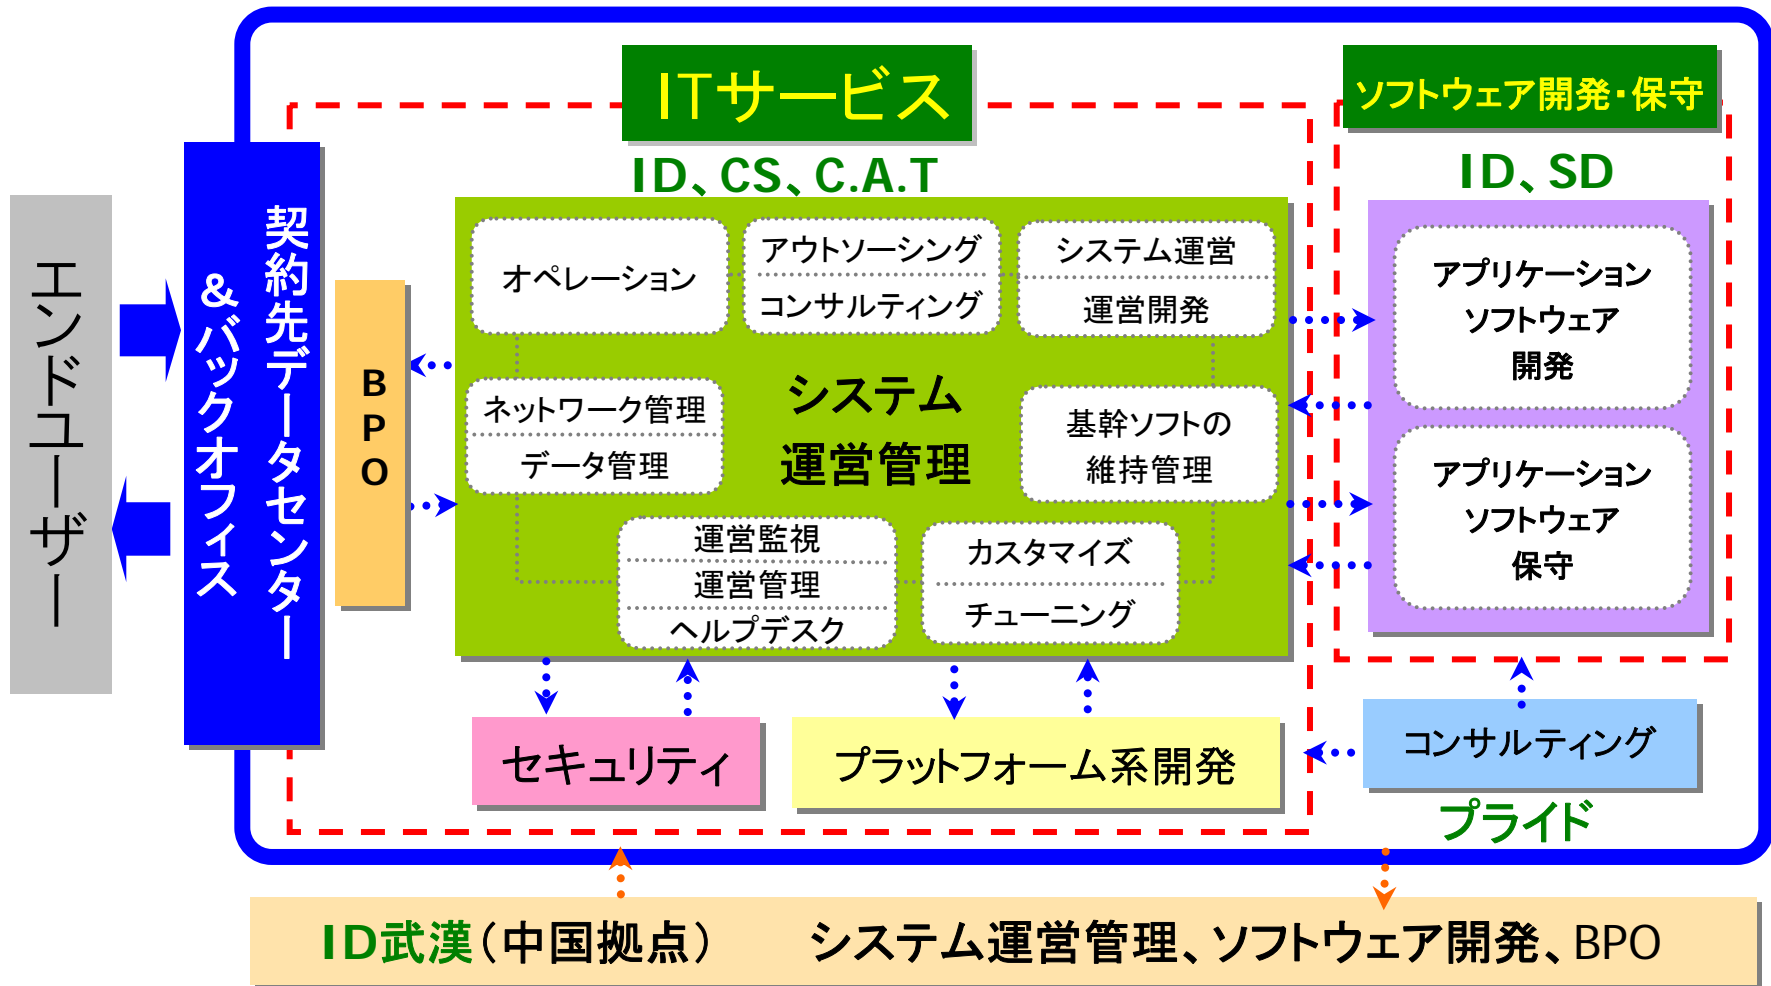 ITサービス
ソフトウェア開発・保守
ID、CS、C.A.T
ID、SD
エンドユーザー
契約先データセンター
&バックオフィス
BPO
オペレーション
アウトソーシング
コンサルティング
システム運営
運営開発
ネットワーク管理
データ管理
システム
運営管理
基幹ソフトの
維持管理
運営監視
運営管理
ヘルプデスク
カスタマイズ
チューニング
アプリケーション
ソフトウェア
開発
アプリケーション
ソフトウェア
保守
セキュリティ
プラットフォーム系開発
コンサルティング
プライド
ID武漢(中国拠点) システム運営管理、ソフトウェア開発、BPO